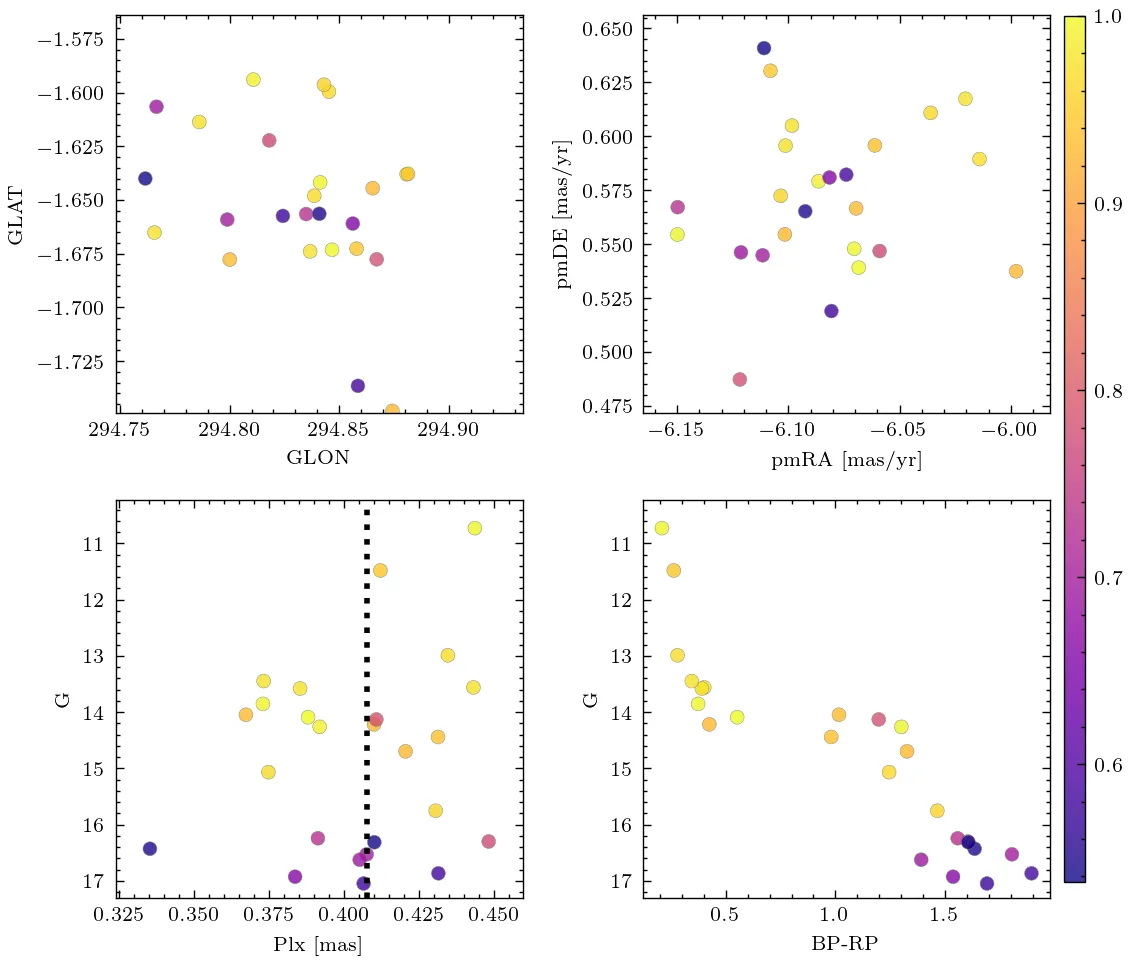 −1.575
−1.600
−1.625
−1.650
−1.675
−1.700
−1.725
GLAT
294.75 294.80 294.85 294.90
GLON
0.650
0.625
0.600
0.575
0.550
0.525
0.500
0.475
pmDE [mas/yr]
−6.15 −6.10 −6.05 −6.00
pmRA [mas/yr]
1.0
0.9
0.8
0.7
0.6
11
12
13
14
15
16
17
G
0.325 0.350 0.375 0.400 0.425 0.450
Plx [mas]
11
12
13
14
15
16
17
G
0.5 1.0 1.5
BP-RP